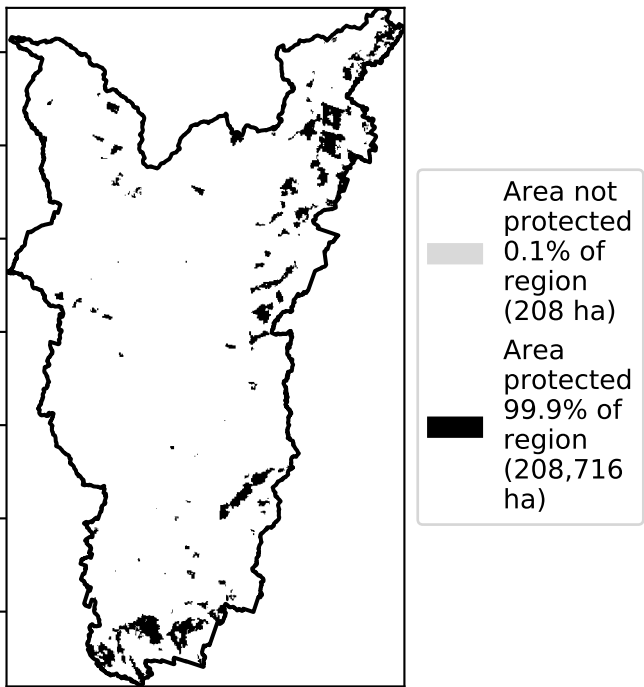 Area not
protected
0.1% of
region
(208 ha)
Area
protected
99.9% of
region
(208,716
ha)